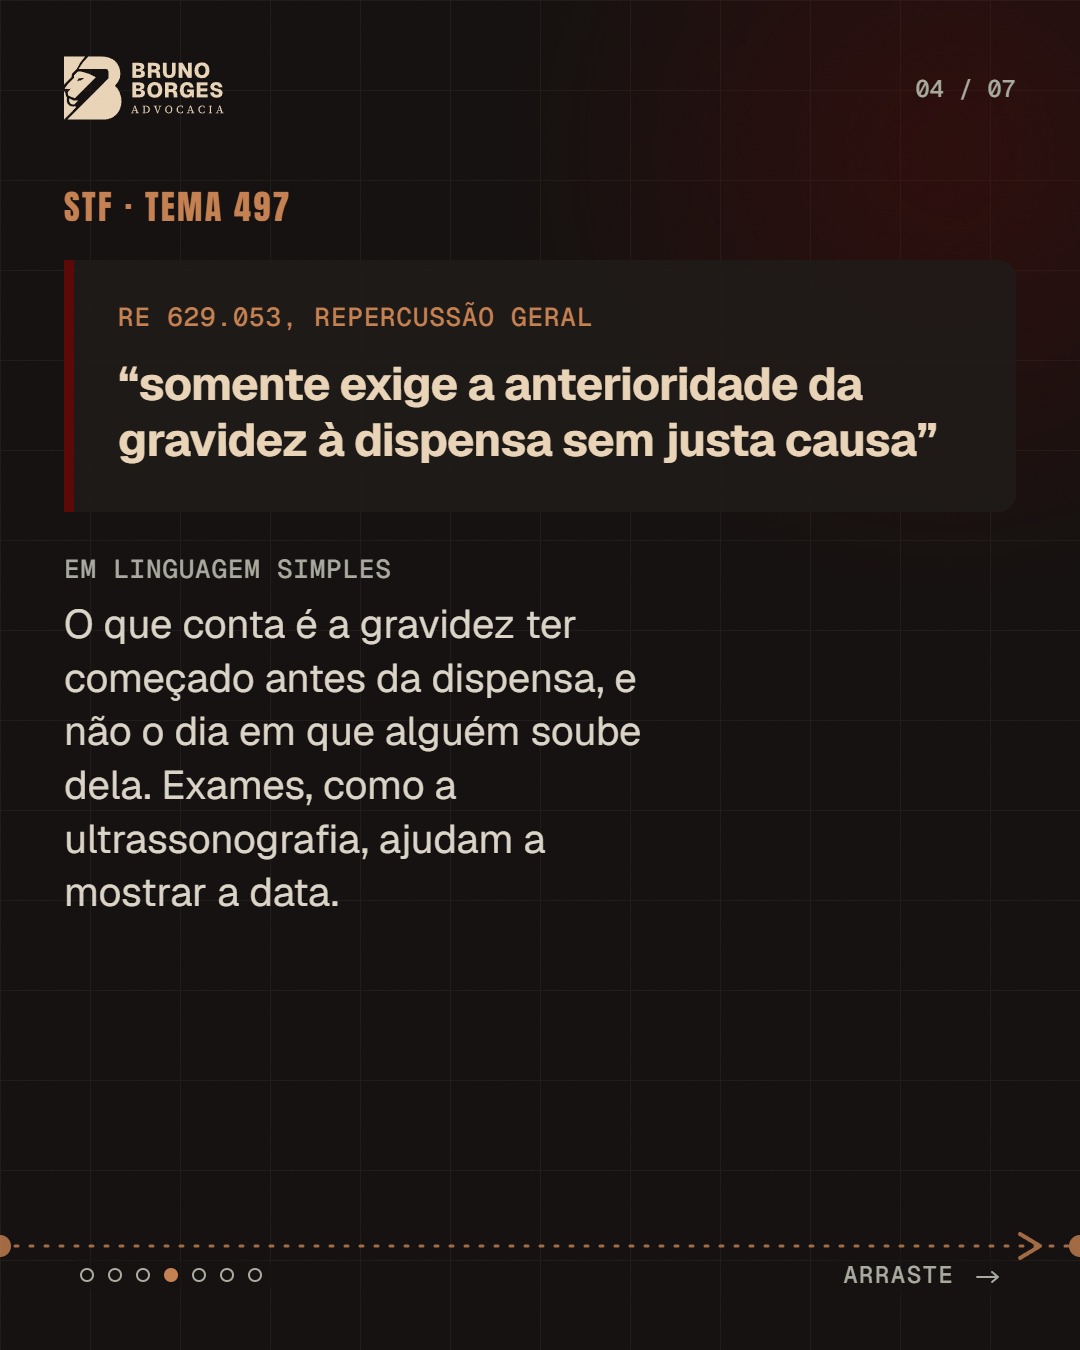 BRUNO
BORGES
ADVOCACIA
04 / 07
STF · TEMA 497
RE 629.053, REPERCUSSÃO GERAL
“somente exige a anterioridade da
gravidez à dispensa sem justa causa”
EM LINGUAGEM SIMPLES
O que conta é a gravidez ter
começado antes da dispensa, e
não o dia em que alguém soube
dela. Exames, como a
ultrassonografia, ajudam a
mostrar a data.
ARRASTE →